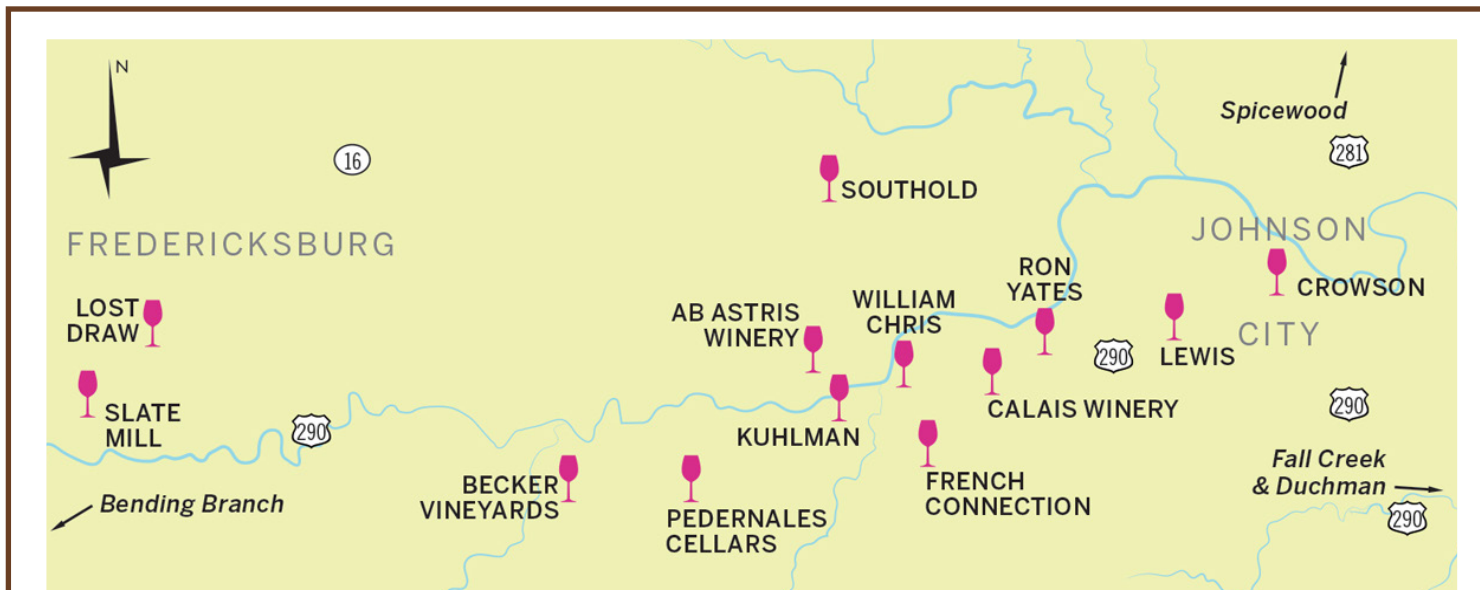 N
Spicewood
281
16
SOUTHOLD
FREDERICKSBURG
JOHNSON
CITY
RON
YATES
CROWSON
LOST
DRAW
AB ASTRIS
WINERY
WILLIAM
CHRIS
290
LEWIS
SLATE
MILL
290
KUHLMAN
CALAIS WINERY
290
BECKER
VINEYARDS
PEDERNALES
CELLARS
FRENCH
CONNECTION
Fall Creek
& Duchman
290
Bending Branch